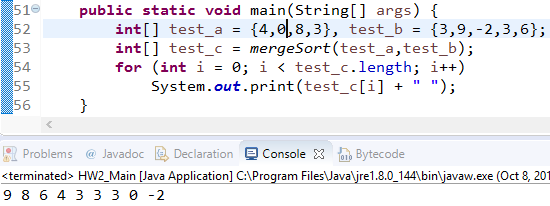 51 public static void main(String[] args) {
52 int[] test_a = {4,0,8,3}, test_b = {3,9,-2,3,6};
53 int[] test_c = mergeSort(test_a,test_b);
54 for (int i = 0; i < test_c.length; i++)
55 System.out.print(test_c[i] + " ");
56 }
Problems @ Javadoc Declaration Console Bytecode
<terminated> HW2_Main [Java Application] C:\Program Files\Java\jre1.8.0_144\bin\javaw.exe (Oct 8, 201
9 8 6 4 3 3 3 0 -2